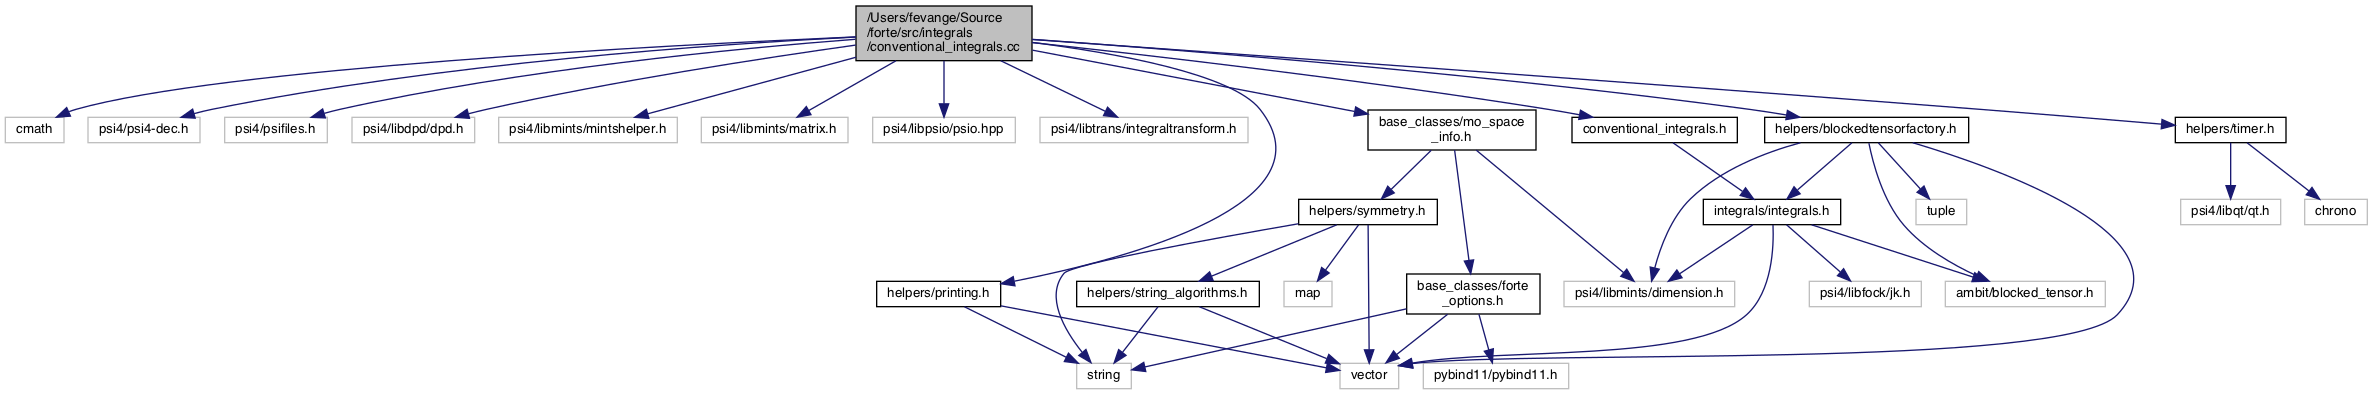 /Users/fevange/Source
/forte/src/integrals
/conventional_integrals.cc
cmath
psi4/psi4-dec.h
psi4/psifiles.h
psi4/libdpd/dpd.h
psi4/libmints/mintshelper.h
psi4/libmints/matrix.h
psi4/libpsio/psio.hpp
psi4/libtrans/integraltransform.h
base_classes/mo_space
_info.h
conventional_integrals.h
helpers/blockedtensorfactory.h
helpers/timer.h
helpers/symmetry.h
integrals/integrals.h
tuple
psi4/libqt/qt.h
chrono
helpers/printing.h
helpers/string_algorithms.h
map
base_classes/forte
_options.h
psi4/libmints/dimension.h
psi4/libfock/jk.h
ambit/blocked_tensor.h
string
vector
pybind11/pybind11.h